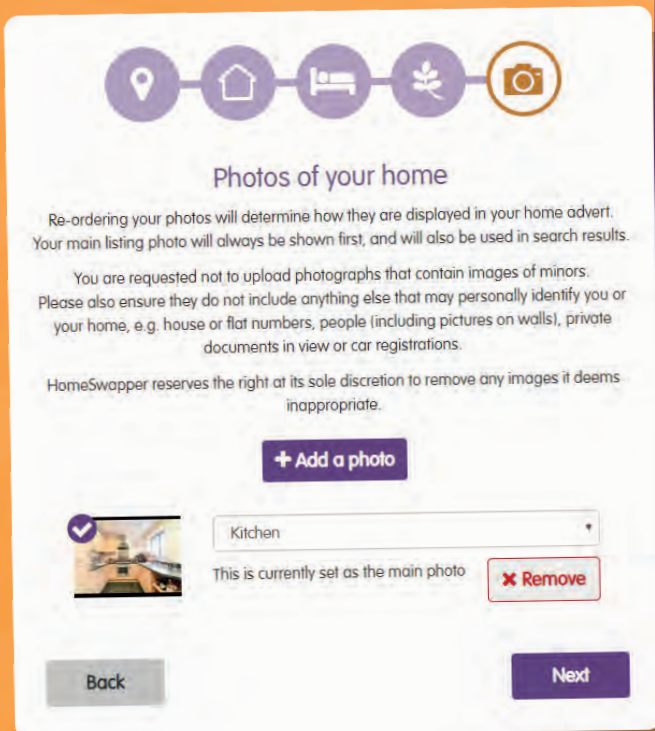 Photos of your home
Re-ordering your photos will determine how they are displayed in your home advert.
Your main listing photo will always be shown first, and will also be used in search results.
You are requested not to upload photographs that contain images of minors.
Please also ensure they do not include anything else that may personally identify you or
your home, e.g. house or flat numbers, people (including pictures on walls), private
documents in view or car registrations.
HomeSwapper reserves the right at its sole discretion to remove any images it deems
inappropriate.
+ Add a photo
Kitchen
This is currently set as the main photo
Remove
Back
Next